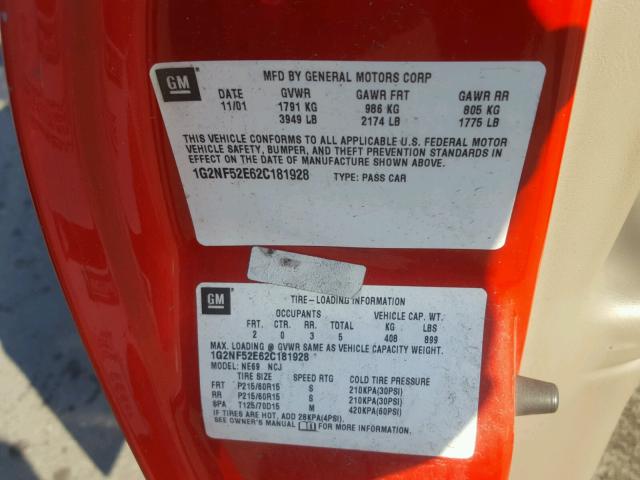 GM
MFD BY GENERAL MOTORS CORP
DATE GVWR GAWR FRT GAWR RR
11/01 1791 KG 986 KG 805 KG
3949 LB 2174 LB 1775 LB
THIS VEHICLE CONFORMS TO ALL APPLICABLE U.S. FEDERAL MOTOR
VEHICLE SAFETY, BUMPER, AND THEFT PREVENTION STANDARDS IN
EFFECT ON THE DATE OF MANUFACTURE SHOWN ABOVE.
1G2NF52E62C181928 TYPE: PASS CAR
GM
TIRE-LOADING INFORMATION
OCCUPANTS VEHICLE CAP. WT.
FRT. CTR. RR. TOTAL KG LBS
2 0 3 5 408 899
MAX. LOADING @ GVWR SAME AS VEHICLE CAPACITY WEIGHT.
1G2NF52E62C181928
MODEL: NE69 NCJ
TIRE SIZE SPEED RTG COLD TIRE PRESSURE
FRT P215/60R15 S 210KPA(30PSI)
RR P215/60R15 S 210KPA(30PSI)
SPA T125/70D15 M 420KPA(60PSI)
IF TIRES ARE HOT, ADD 28KPA(4PSI).
SEE OWNER'S MANUAL FOR MORE INFORMATION.